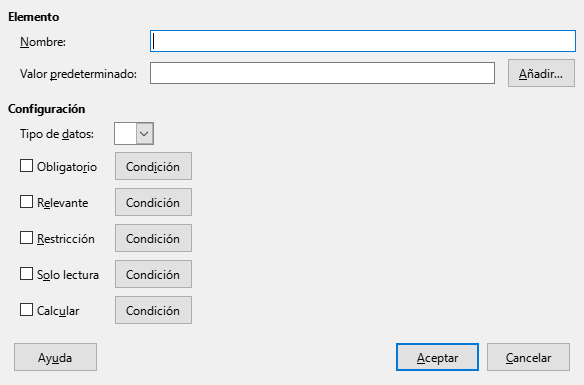 Elemento
Nombre:
Valor predeterminado:
Añadir...
Configuración
Tipo de datos:
Obligatorio Condición
Relevante Condición
Restricción Condición
Solo lectura Condición
Calcular Condición
Ayuda Aceptar Cancelar